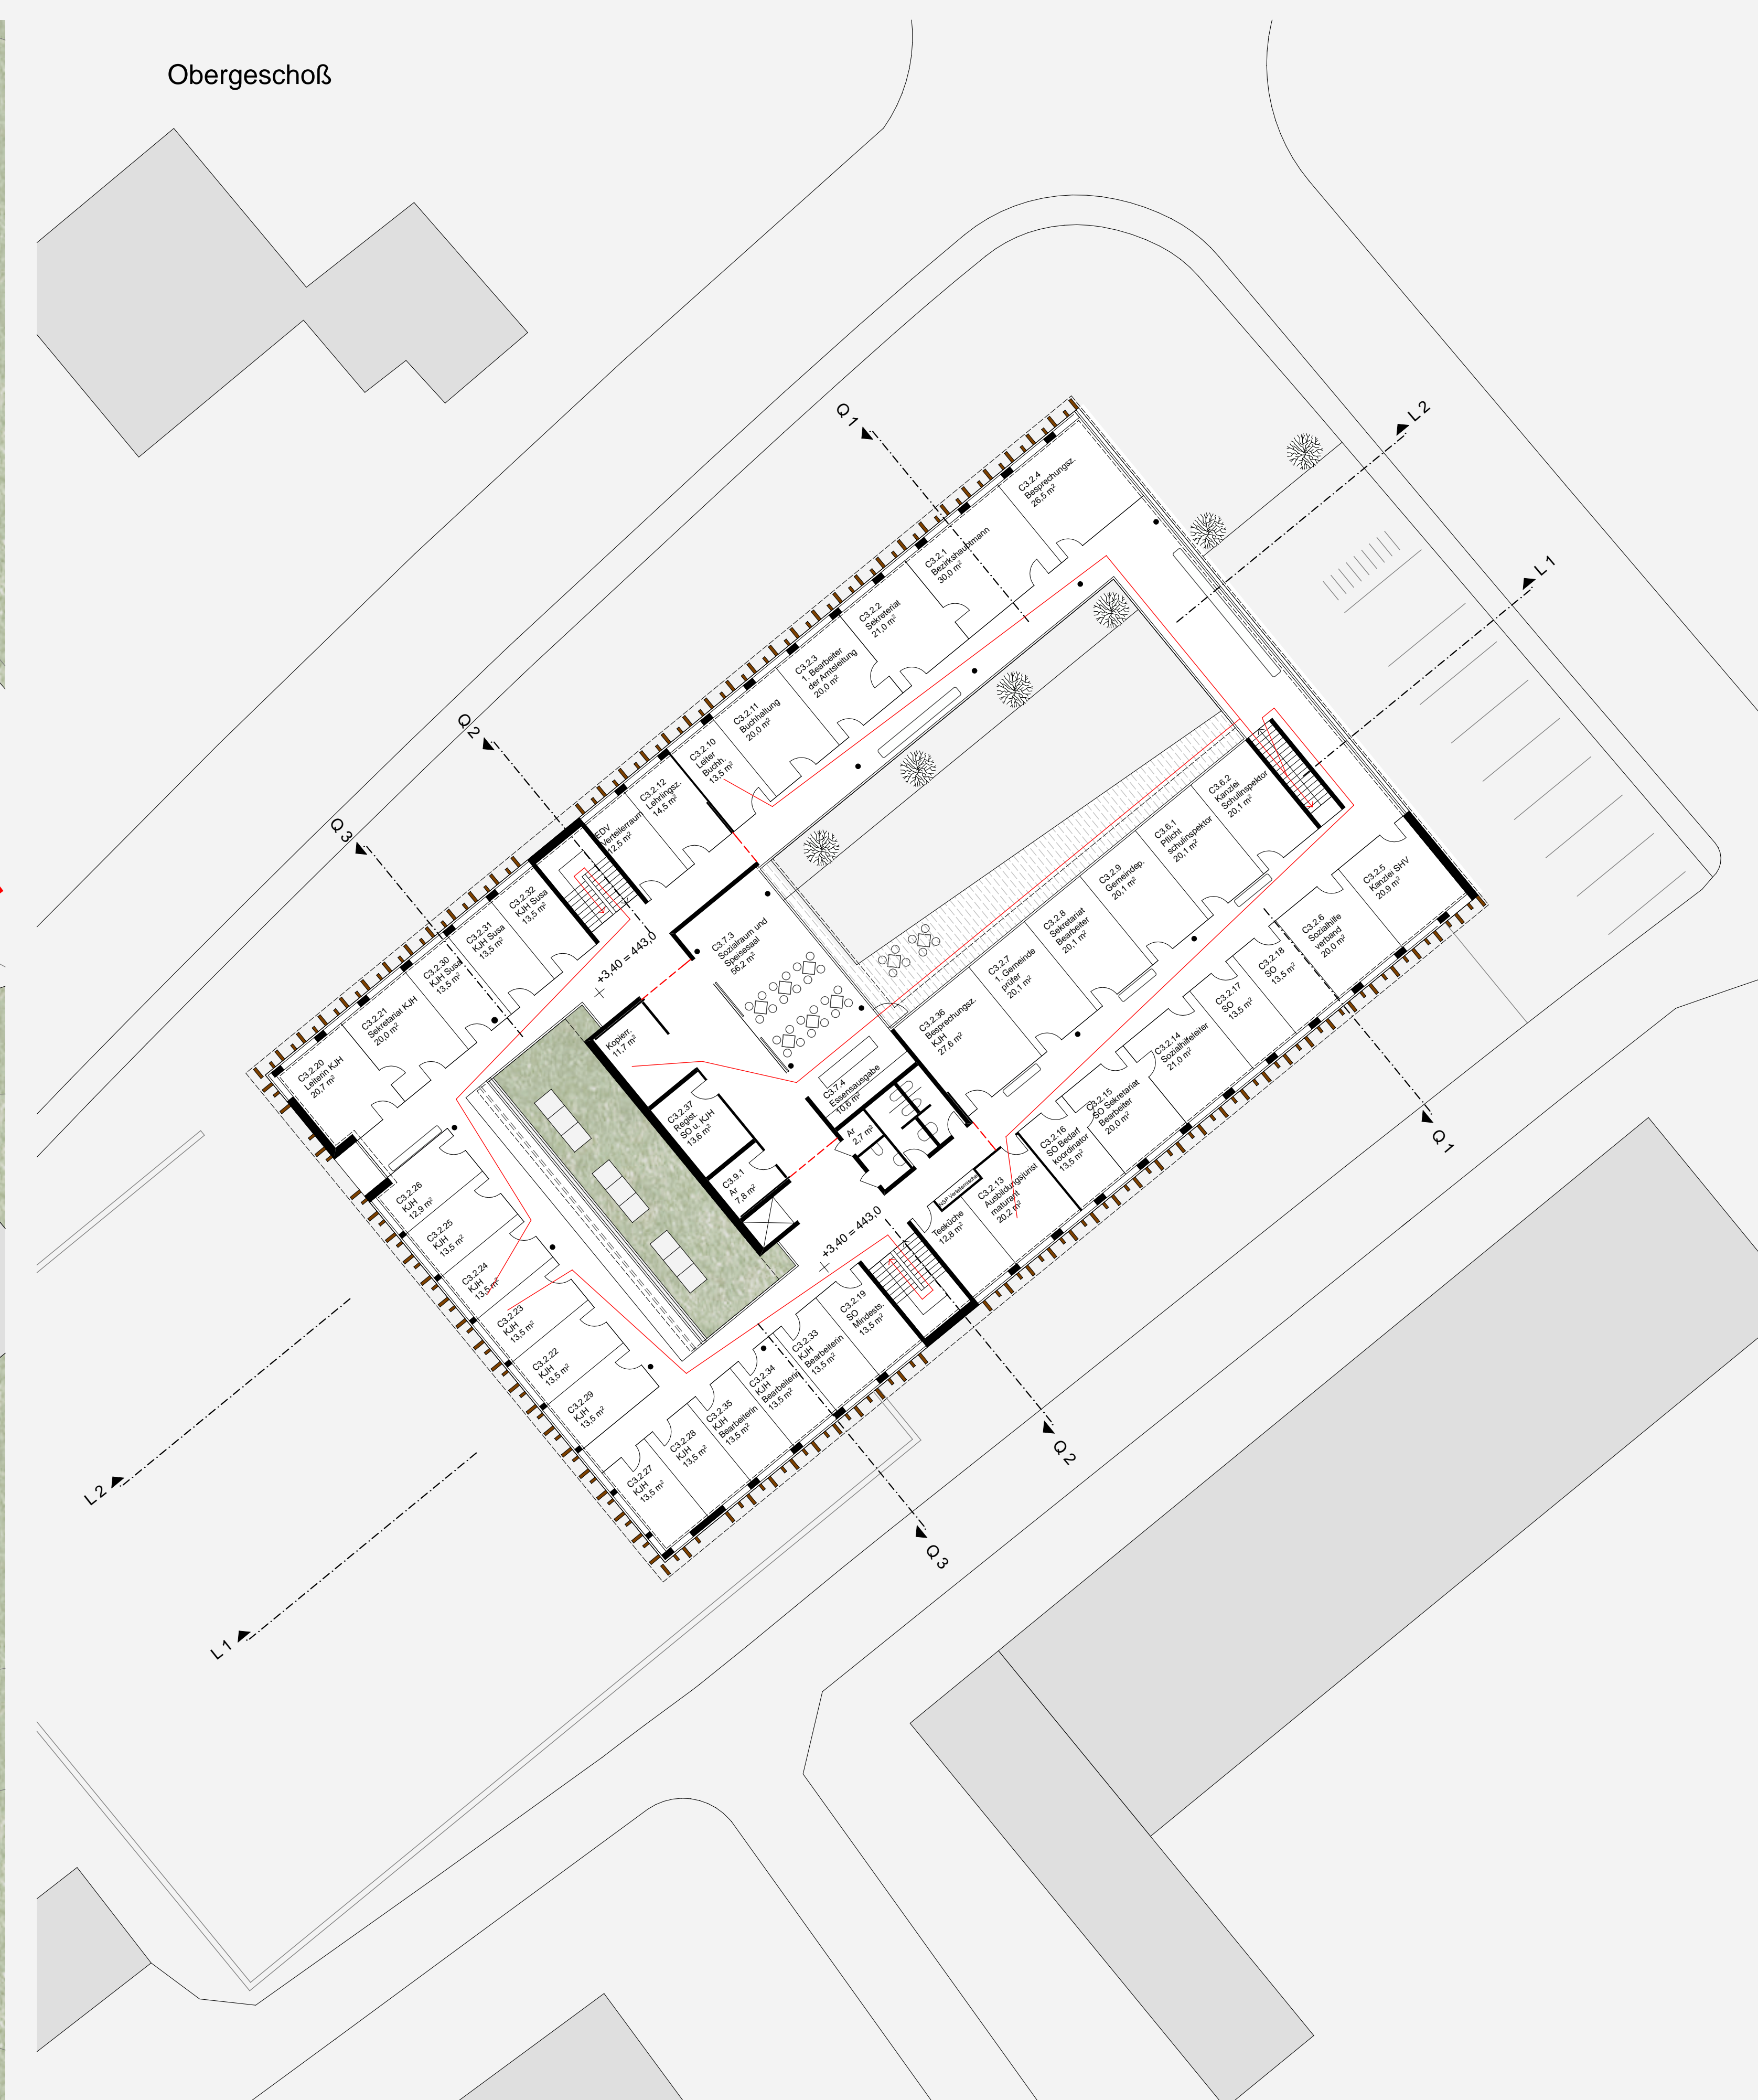 Obergeschoß
Q 1
L 2
L 1
Q 2
Q 3
C3.2.4
Besprechungsz.
26,5 m²
C3.2.1
Bezirkshauptmann
30,0 m²
C3.2.2
Sekreteriat
21,0 m²
C3.2.3
1. Bearbeiter
der Amtsleitung
20,0 m²
C3.2.11
Buchhaltung
20,0 m²
C3.2.10
Leiter
Buchh.
13,5 m²
C3.2.12
Lehrlingsz.
14,5 m²
EDV
Verteilerraum
12,5 m²
C3.2.32
KJH Susa
13,5 m²
C3.2.31
KJH Susa
13,5 m²
C3.2.30
KJH Susa
13,5 m²
C3.2.21
Sekretariat KJH
20,0 m²
C3.2.20
Leiterin KJH
20,7 m²
+3,40 = 443,0
C3.7.3
Sozialraum und
Speisesaal
56,2 m²
Kopierr.
11,7 m²
C3.2.37
Regist.
SO u. KJH
13,6 m²
C3.9.1
Ar
7,8 m²
C3.7.4
Essensausgabe
10,6 m²
Ar
2,7 m²
C3.2.36
Besprechungsz.
KJH
27,6 m²
C3.2.7
1. Gemeinde
prüfer
20,1 m²
C3.2.8
Sekretariat
Bearbeiter
20,1 m²
C3.2.9
Gemeindep.
20,1 m²
C3.6.1
Pflicht
schulinspektor
20,1 m²
C3.6.2
Kanzlei
Schulinspektor
20,1 m²
C3.2.5
Kanzlei SHV
20,9 m²
C3.2.6
Sozialhilfe
verband
20,0 m²
C3.2.18
SO
13,5 m²
C3.2.17
SO
13,5 m²
C3.2.14
Sozialhilfeleiter
21,0 m²
C3.2.15
SO Sekretariat
Bearbeiter
20,0 m²
C3.2.16
SO Bedarf
koordinator
13,5 m²
C3.2.13
Ausbildungsjurist
maturant
20,2 m²
Teeküche
12,8 m²
+3,40 = 443,0
C3.2.19
SO
Mindests.
13,5 m²
C3.2.33
KJH
Bearbeiterin
13,5 m²
C3.2.34
KJH
Bearbeiterin
13,5 m²
C3.2.35
KJH
Bearbeiterin
13,5 m²
C3.2.28
KJH
13,5 m²
C3.2.27
KJH
13,5 m²
C3.2.26
KJH
12,9 m²
C3.2.25
KJH
13,5 m²
C3.2.24
KJH
13,5 m²
C3.2.23
KJH
13,5 m²
C3.2.22
KJH
13,5 m²
C3.2.29
KJH
13,5 m²
Q 1
Q 2
Q 3
L 2
L 1